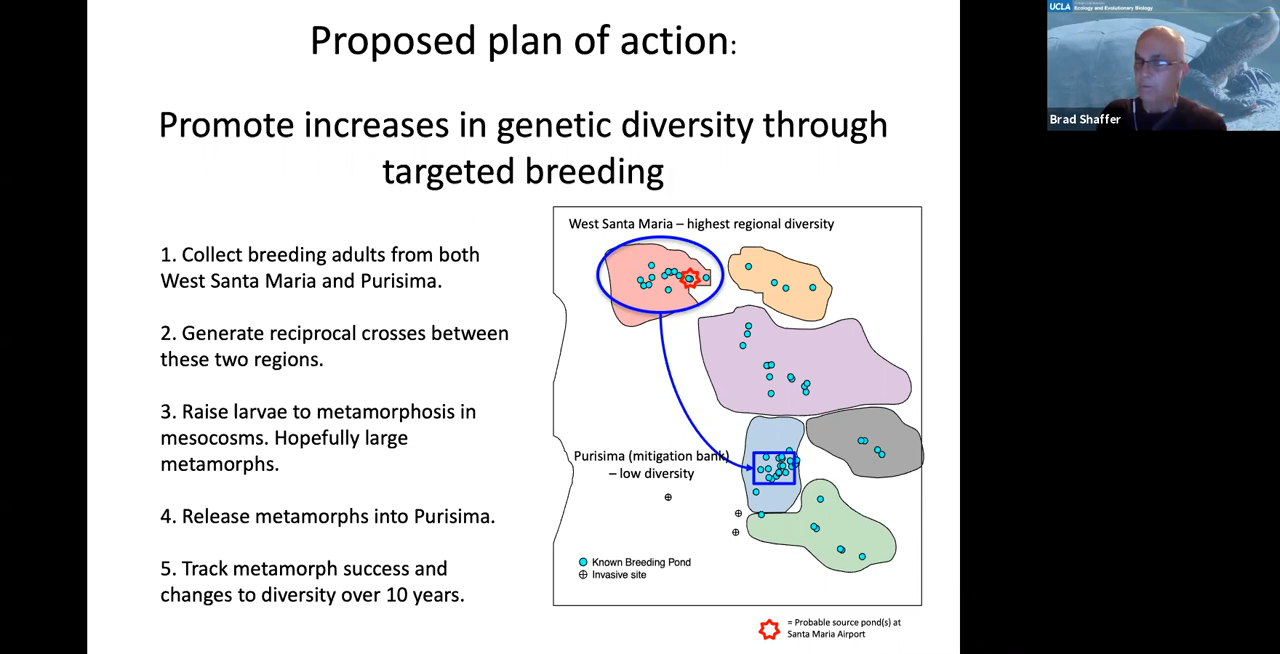 Proposed plan of action:
Promote increases in genetic diversity through
targeted breeding
1. Collect breeding adults from both
West Santa Maria and Purisima.
2. Generate reciprocal crosses between
these two regions.
3. Raise larvae to metamorphosis in
mesocosms. Hopefully large
metamorphs.
4. Release metamorphs into Purisima.
5. Track metamorph success and
changes to diversity over 10 years.
West Santa Maria – highest regional diversity
Purisima (mitigation bank)
– low diversity
Known Breeding Pond
Invasive site
= Probable source pond(s) at
Santa Maria Airport
UCLA
Ecology and Evolutionary Biology
Brad Shaffer